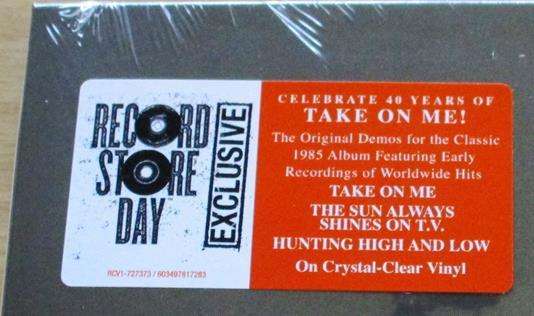 RECORD
STORE
DAY
EXCLUSIVE
RCV1-727373 / 603497817283
CELEBRATE 40 YEARS OF
TAKE ON ME!
The Original Demos for the Classic
1985 Album Featuring Early
Recordings of Worldwide Hits
TAKE ON ME
THE SUN ALWAYS
SHINES ON T.V.
HUNTING HIGH AND LOW
On Crystal-Clear Vinyl